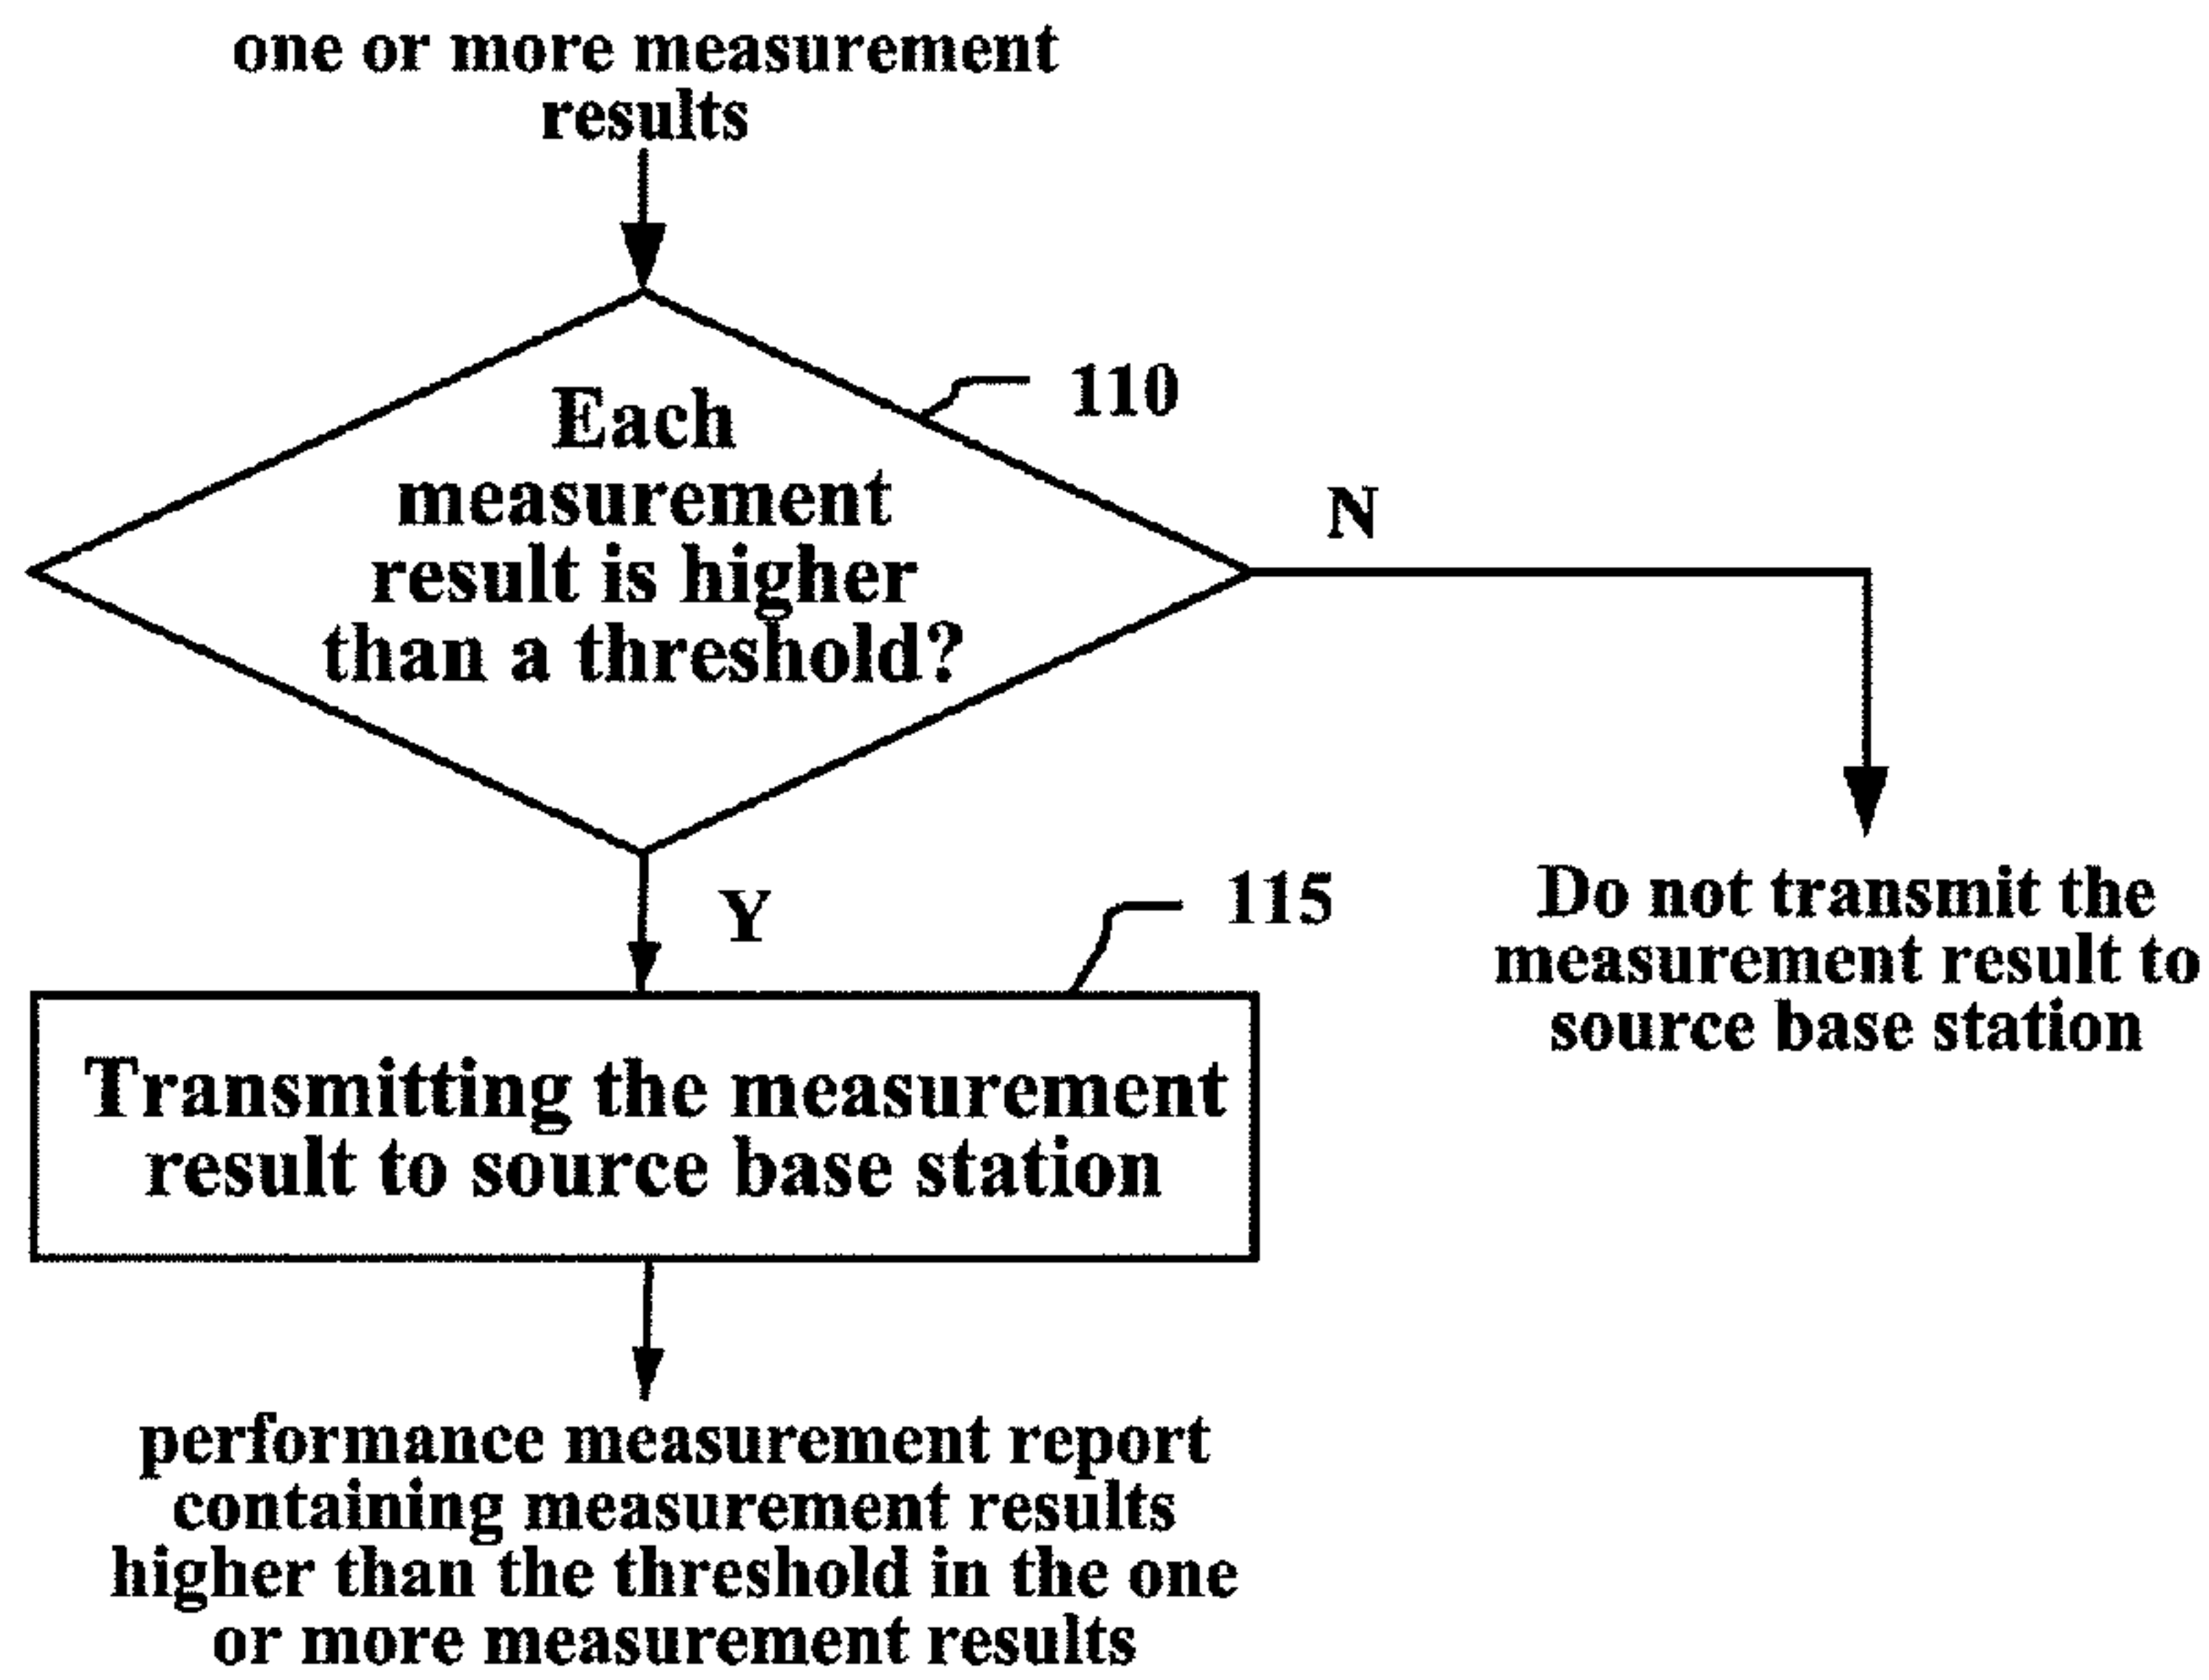 one or more measurement
results
Each
measurement
result is higher
than a threshold?
110
N
Y
115
Do not transmit the
measurement result to
source base station
Transmitting the measurement
result to source base station
performance measurement report
containing measurement results
higher than the threshold in the one
or more measurement results